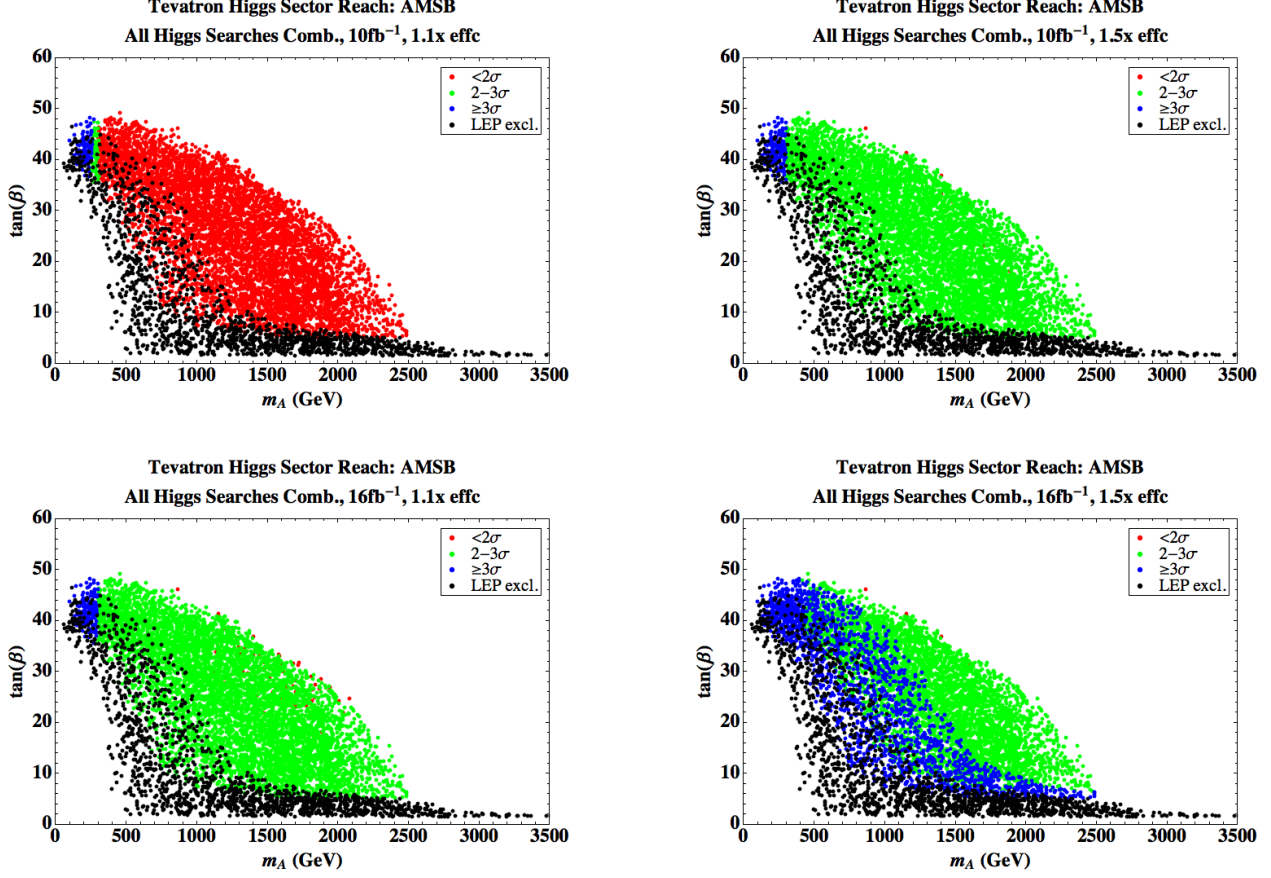 Tevatron Higgs Sector Reach: AMSB
All Higgs Searches Comb., 10fb⁻¹, 1.1x effc
<2σ
2−3σ
≥3σ
LEP excl.
tan(β)
60
50
40
30
20
10
0
0 500 1000 1500 2000 2500 3000 3500
m_A (GeV)
Tevatron Higgs Sector Reach: AMSB
All Higgs Searches Comb., 10fb⁻¹, 1.5x effc
<2σ
2−3σ
≥3σ
LEP excl.
tan(β)
60
50
40
30
20
10
0
0 500 1000 1500 2000 2500 3000 3500
m_A (GeV)
Tevatron Higgs Sector Reach: AMSB
All Higgs Searches Comb., 16fb⁻¹, 1.1x effc
<2σ
2−3σ
≥3σ
LEP excl.
tan(β)
60
50
40
30
20
10
0
0 500 1000 1500 2000 2500 3000 3500
m_A (GeV)
Tevatron Higgs Sector Reach: AMSB
All Higgs Searches Comb., 16fb⁻¹, 1.5x effc
<2σ
2−3σ
≥3σ
LEP excl.
tan(β)
60
50
40
30
20
10
0
0 500 1000 1500 2000 2500 3000 3500
m_A (GeV)